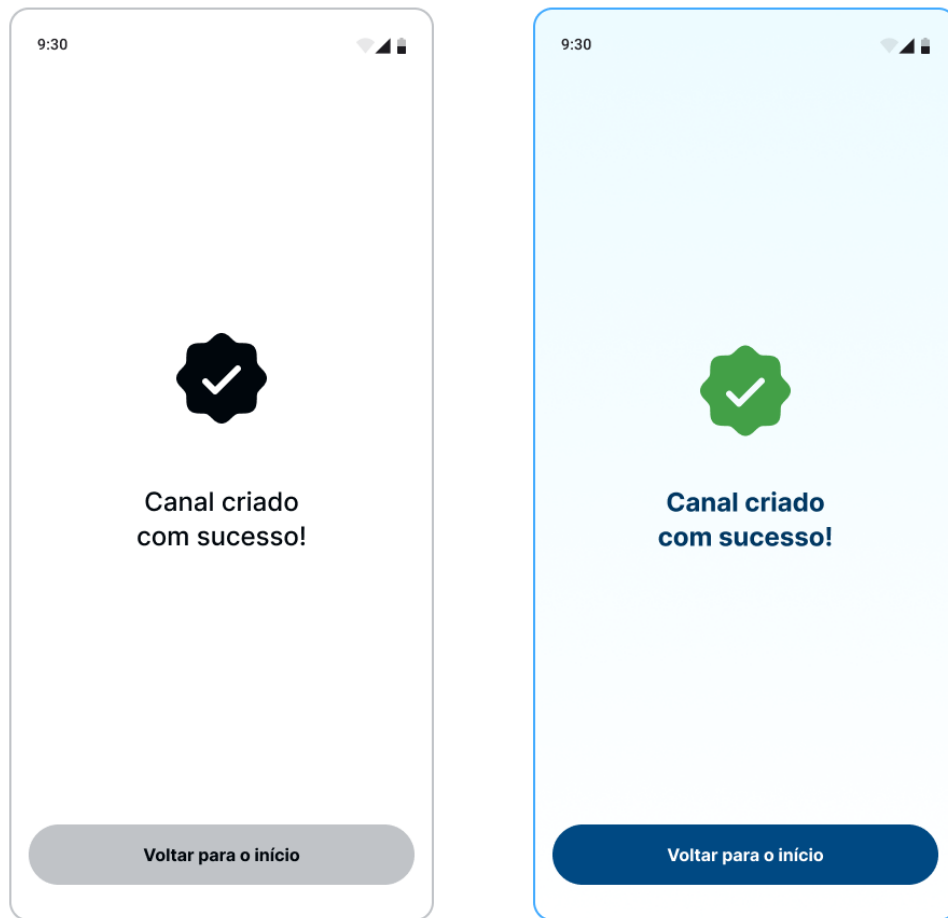 9:30
Canal criado
com sucesso!
Voltar para o início
9:30
Canal criado
com sucesso!
Voltar para o início